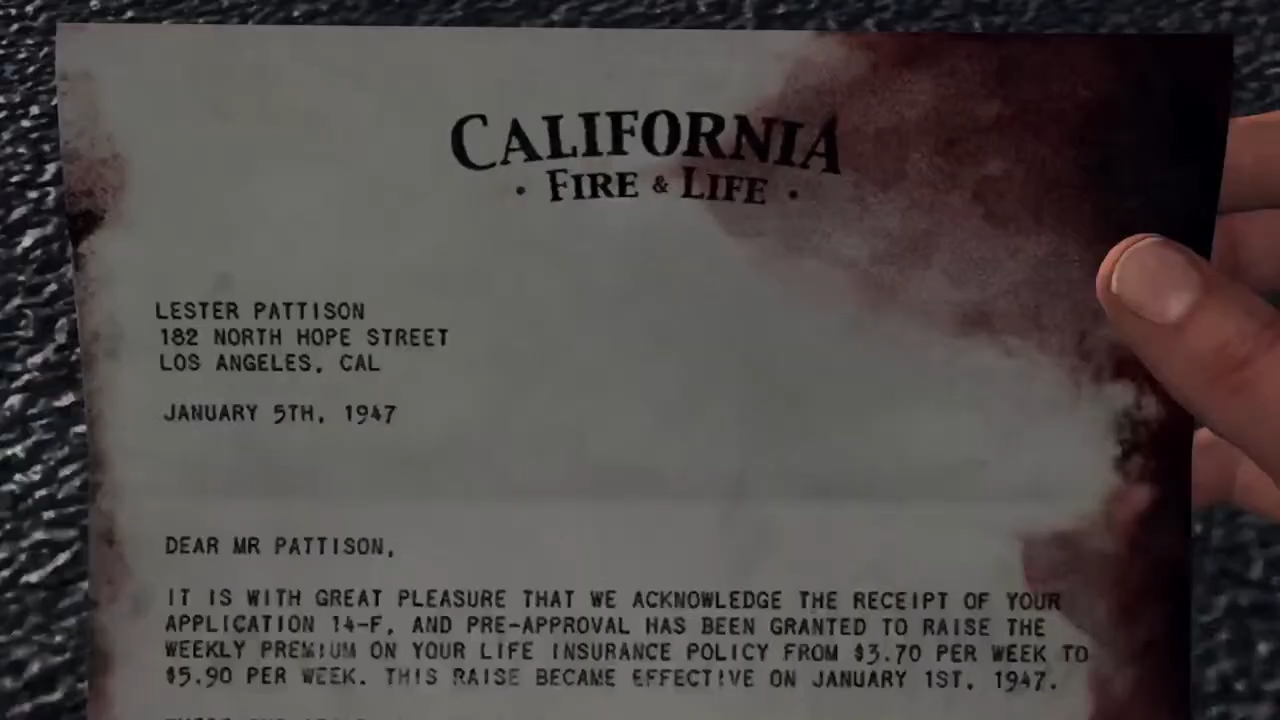 CALIFORNIA
• FIRE & LIFE •
LESTER PATTISON
182 NORTH HOPE STREET
LOS ANGELES, CAL
JANUARY 5TH, 1947
DEAR MR PATTISON,
IT IS WITH GREAT PLEASURE THAT WE ACKNOWLEDGE THE RECEIPT OF YOUR
APPLICATION 14-F, AND PRE-APPROVAL HAS BEEN GRANTED TO RAISE THE
WEEKLY PREMIUM ON YOUR LIFE INSURANCE POLICY FROM $3.70 PER WEEK TO
$5.90 PER WEEK. THIS RAISE BECAME EFFECTIVE ON JANUARY 1ST, 1947.